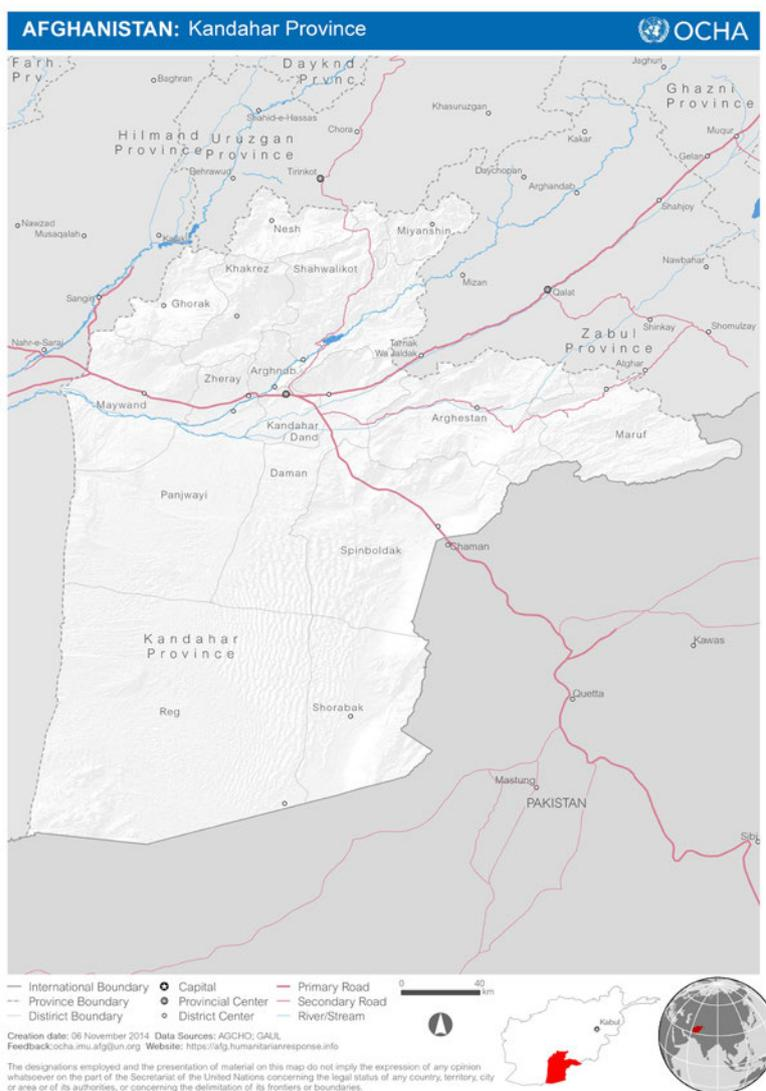 AFGHANISTAN: Kandahar Province
OCHA
Farh.
Prv.
Baghran
Dayknd.
Prvnc.
Jaghuri
Ghazni
Province
Shahid-e-Hassas
Khasuruzgan
Hilmand
Province
Uruzgan
Province
Chora
Kakar
Muqur
Gelan
Behrawud
Tirinkot
Daychopan
Arghandab
Shahjoy
Nawzad
Musaqalah
Kajaki
Nesh
Miyanshin
Nawbahar
Khakrez
Shahwalikot
Mizan
Sangin
Ghorak
Qalat
Zabul
Province
Shinkay
Shomulzay
Nahr-e-Saraj
Tarnak
Wa Jaldak
Atghar
Zheray
Arghndb.
Maywand
Arghestan
Kandahar
Dand
Maruf
Daman
Panjwayi
Spinboldak
Chaman
Kandahar
Province
Kawas
Quetta
Reg
Shorabak
Mastung
PAKISTAN
Sibi
International Boundary
Province Boundary
District Boundary
Capital
Provincial Center
District Center
Primary Road
Secondary Road
River/Stream
0 40
km
Kabul
Creation date: 06 November 2014 Data Sources: AGCHO; GAUL
Feedback:ocha.imu.afg@un.org Website: https://afg.humanitarianresponse.info
The designations employed and the presentation of material on this map do not imply the expression of any opinion
whatsoever on the part of the Secretariat of the United Nations concerning the legal status of any country, territory, city
or area or of its authorities, or concerning the delimitation of its frontiers or boundaries.